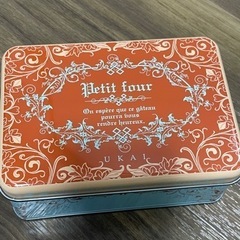 Petit four
On espère que ce gâteau
pourra vous
rendre heureux.
UKAI